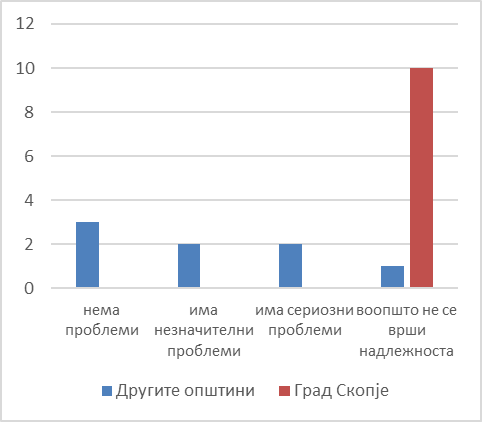 12
10
8
6
4
2
0
нема
проблеми
има
незначителни
проблеми
има сериозни
проблеми
воопшто не се
врши
надлежноста
Другите општини
Град Скопје